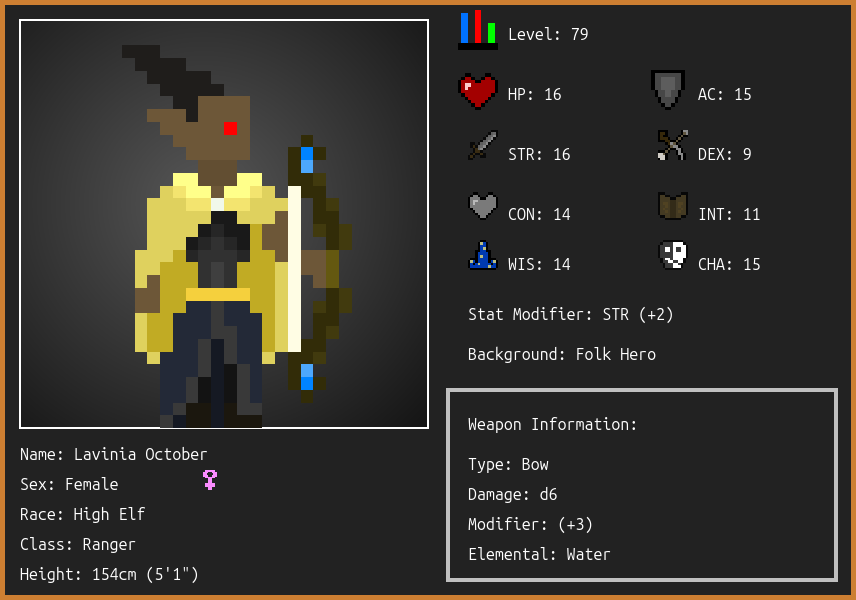 Level: 79
HP: 16
AC: 15
STR: 16
DEX: 9
CON: 14
INT: 11
WIS: 14
CHA: 15
Stat Modifier: STR (+2)
Background: Folk Hero
Weapon Information:
Type: Bow
Damage: d6
Modifier: (+3)
Elemental: Water
Name: Lavinia October
Sex: Female
Race: High Elf
Class: Ranger
Height: 154cm (5'1")